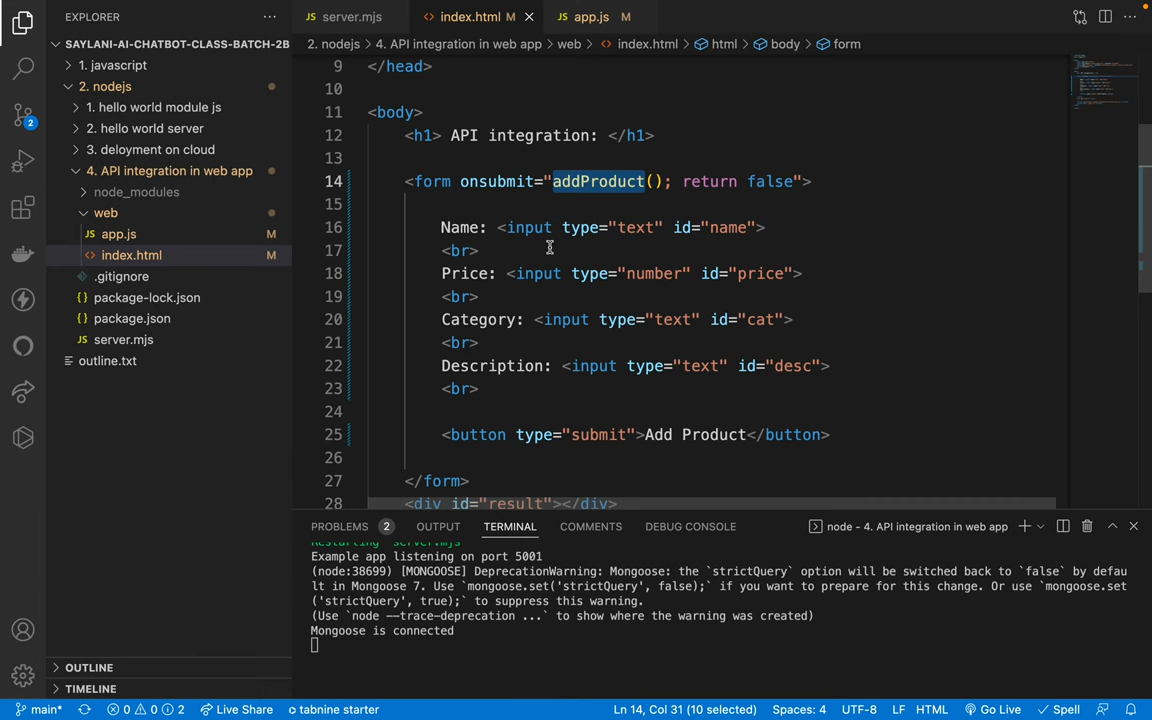 EXPLORER
SAYLANI-AI-CHATBOT-CLASS-BATCH-2B
1. javascript
2. nodejs
1. hello world module js
2. hello world server
3. deloyment on cloud
4. API integration in web app
node_modules
web
app.js M
index.html M
.gitignore
package-lock.json
package.json
server.mjs
outline.txt
OUTLINE
TIMELINE
server.mjs index.html M app.js M
2. nodejs > 4. API integration in web app > web > index.html > html > body > form
9 </head>
10
11 <body>
12 <h1> API integration: </h1>
13
14 <form onsubmit="addProduct(); return false">
15
16 Name: <input type="text" id="name">
17 <br>
18 Price: <input type="number" id="price">
19 <br>
20 Category: <input type="text" id="cat">
21 <br>
22 Description: <input type="text" id="desc">
23 <br>
24
25 <button type="submit">Add Product</button>
26
27 </form>
28 <div id="result"></div>
PROBLEMS 2 OUTPUT TERMINAL COMMENTS DEBUG CONSOLE node - 4. API integration in web app
Restarting 'server.mjs'
Example app listening on port 5001
(node:38699) [MONGOOSE] DeprecationWarning: Mongoose: the `strictQuery` option will be switched back to `false` by defau
lt in Mongoose 7. Use `mongoose.set('strictQuery', false);` if you want to prepare for this change. Or use `mongoose.set
('strictQuery', true);` to suppress this warning.
(Use `node --trace-deprecation ...` to show where the warning was created)
Mongoose is connected
2
main* 0 0 2 Live Share tabnine starter Ln 14, Col 31 (10 selected) Spaces: 4 UTF-8 LF HTML Go Live Spell